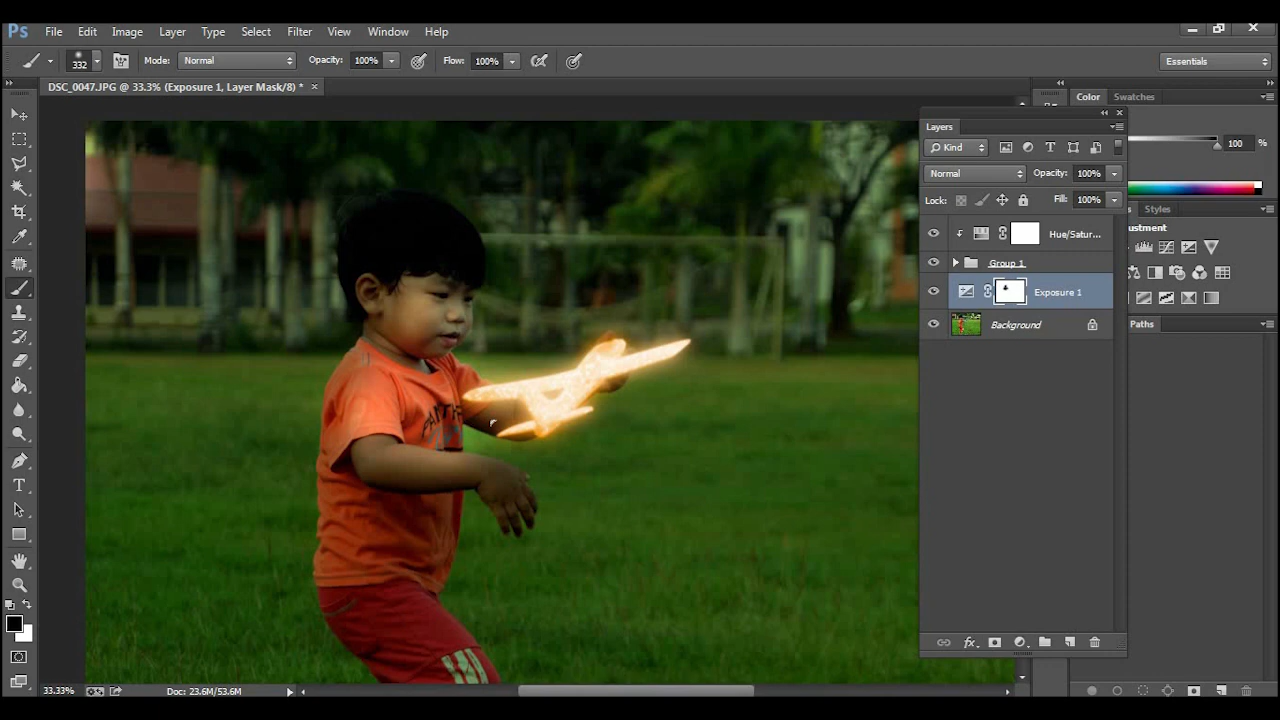 Ps File Edit Image Layer Type Select Filter View Window Help
332 Mode: Normal Opacity: 100% Flow: 100% Essentials
DSC_0047.JPG @ 33.3% (Exposure 1, Layer Mask/8) *
Color Swatches
Layers
Kind
100 %
Normal Opacity: 100%
Lock: Fill: 100%
Styles
justment
Hue/Satur...
Group 1
Exposure 1
Background
Paths
33.33% Doc: 23.6M/53.6M